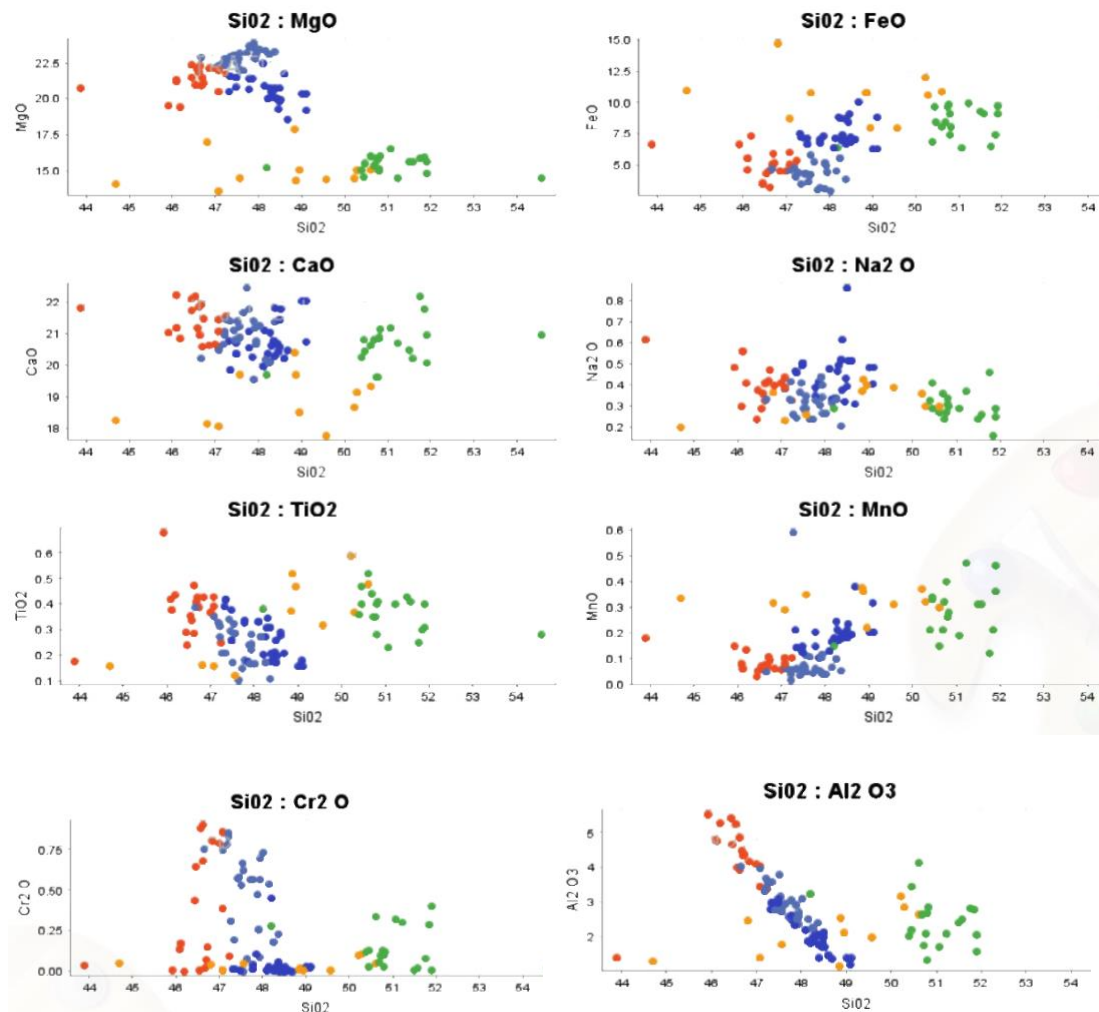 Si02 : MgO
22.5
20.0
17.5
15.0
MgO
44 45 46 47 48 49 50 51 52 53 54
Si02
Si02 : FeO
15.0
12.5
10.0
7.5
5.0
FeO
44 45 46 47 48 49 50 51 52 53 54
Si02
Si02 : CaO
22
21
20
19
18
CaO
44 45 46 47 48 49 50 51 52 53 54
Si02
Si02 : Na2 O
0.8
0.7
0.6
0.5
0.4
0.3
0.2
Na2 O
44 45 46 47 48 49 50 51 52 53 54
Si02
Si02 : TiO2
0.6
0.5
0.4
0.3
0.2
0.1
TiO2
44 45 46 47 48 49 50 51 52 53 54
Si02
Si02 : MnO
0.6
0.5
0.4
0.3
0.2
0.1
0.0
MnO
44 45 46 47 48 49 50 51 52 53 54
Si02
Si02 : Cr2 O
0.75
0.50
0.25
0.00
Cr2 O
44 45 46 47 48 49 50 51 52 53 54
Si02
Si02 : Al2 O3
5
4
3
2
Al2 O3
44 45 46 47 48 49 50 51 52 53 54
Si02